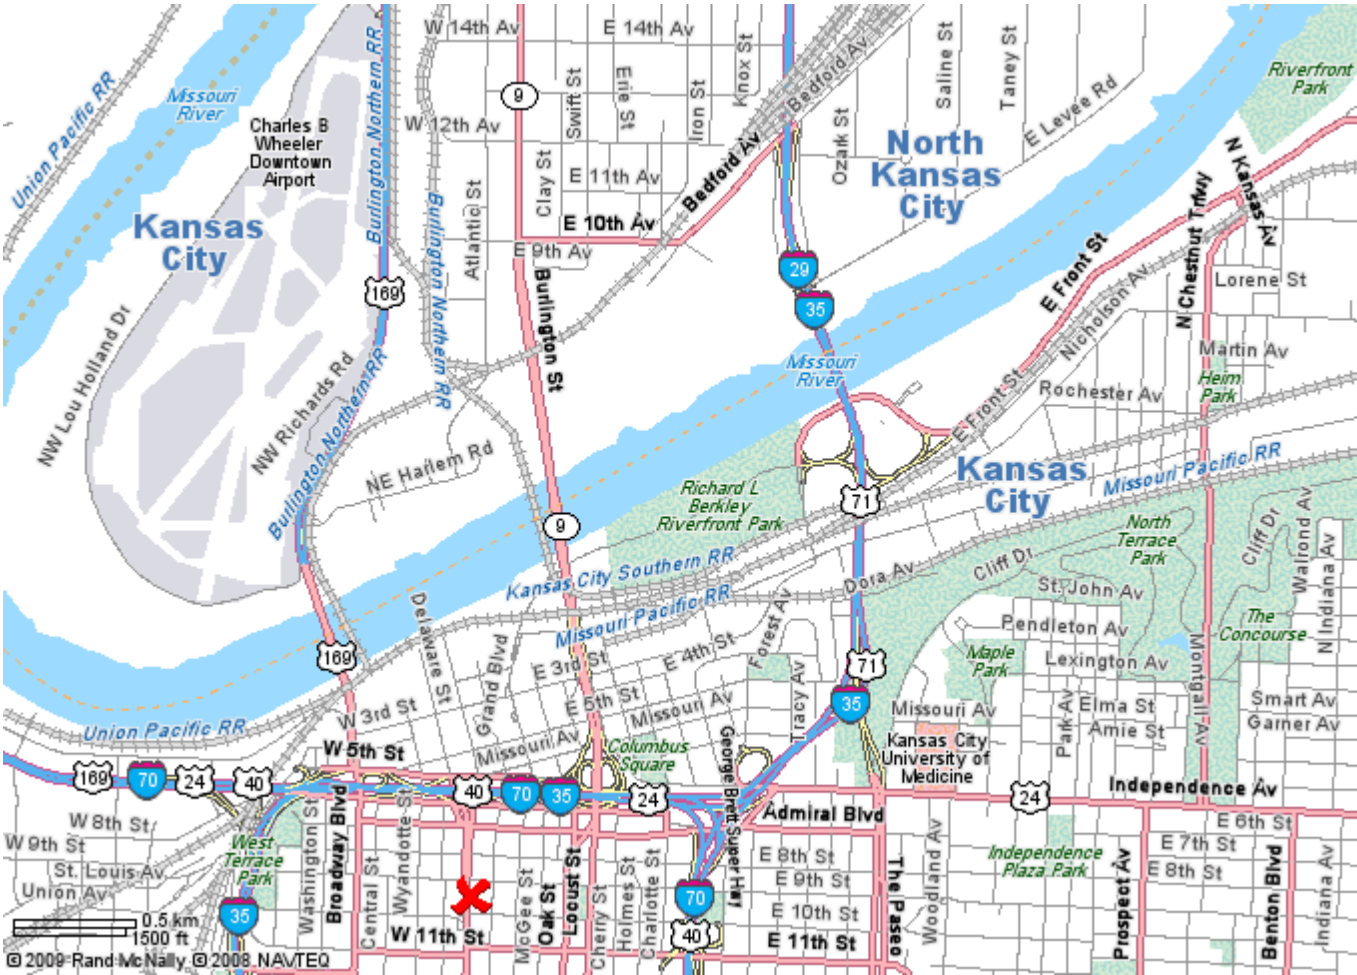 W 14th Av
E 14th Av
Union Pacific RR
Missouri
River
Burlington Northern RR
9
Swift St
Erie St
Iron St
Knox St
Bedford Av
Saline St
Taney St
Riverfront
Park
Charles B
Wheeler
Downtown
Airport
W 12th Av
E Levee Rd
Ozark St
North
Kansas
City
N Kansas Av
Kansas
City
Burlington Northern RR
Atlantic St
Clay St
E 11th Av
Bedford Av
E 10th Av
E 9th Av
N Chestnut Trfwy
E Front St
29
35
169
Burlington St
Lorene St
Nicholson Av
NW Lou Holland Dr
NW Richards Rd
Burlington Northern RR
Missouri
River
Martin Av
Heim
Park
Rochester Av
E Front St
NE Harlem Rd
Kansas
City
Missouri Pacific RR
Richard L
Berkley
Riverfront Park
71
9
North
Terrace
Park
Cliff Dr
Walrond Av
N Indiana Av
Kansas City Southern RR
Missouri Pacific RR
Dora Av
Cliff Dr
St. John Av
Delaware St
Grand Blvd
Forest Av
Pendleton Av
The
Concourse
169
E 3rd St
E 4th St
71
Maple
Park
Lexington Av
Montgall Av
W 3rd St
E 5th St
Missouri Av
Tracy Av
35
Missouri Av
Park Av
Elma St
Amie St
Smart Av
Garner Av
Union Pacific RR
W 5th St
Missouri Av
Columbus
Square
George Brett Super Hwy
Kansas City
University of
Medicine
169
70
24
40
40
70
35
24
24
Independence Av
Admiral Blvd
W 8th St
W 9th St
St. Louis Av
Union Av
West
Terrace
Park
Washington St
Broadway Blvd
Central St
Wyandotte St
McGee St
Oak St
Locust St
Cherry St
Holmes St
Charlotte St
E 8th St
E 9th St
E 10th St
E 11th St
The Paseo
Woodland Av
Independence
Plaza Park
Prospect Av
E 6th St
E 7th St
E 8th St
Benton Blvd
Indiana Av
35
70
40
W 11th St
0.5 km
1500 ft
© 2009 Rand McNally © 2008 NAVTEQ